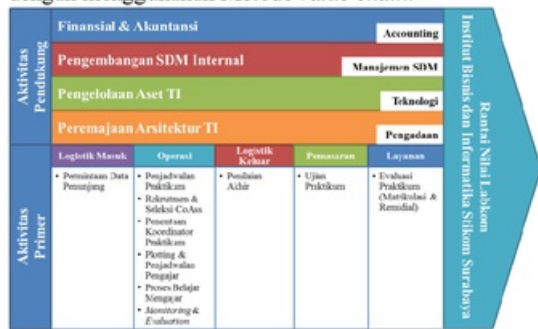 dengan menggunakan Metode Value Chain.
Aktivitas
Pendukung
Finansial & Akuntansi
Accounting
Pengembangan SDM Internal
Manajemen SDM
Pengelolaan Aset TI
Teknologi
Peremajaan Arsitektur TI
Pengadaan
Aktivitas
Primer
Logistik Masuk
• Permintaan Data
Penunjang
Operasi
• Penjadwalan
Praktikum
• Rekrutmen &
Seleksi CoAss
• Penentuan
Koordinator
Praktikum
• Plotting &
Penjadwalan
Pengajar
• Proses Belajar
Mengajar
• Monitoring &
Evaluation
Logistik
Keluar
• Penilaian
Akhir
Pemasaran
• Ujian
Praktikum
Layanan
• Evaluasi
Praktikum
(Matrikulasi &
Remidial)
Rantai Nilai Labkom
Institut Bisnis dan Informatika Stikom Surabaya